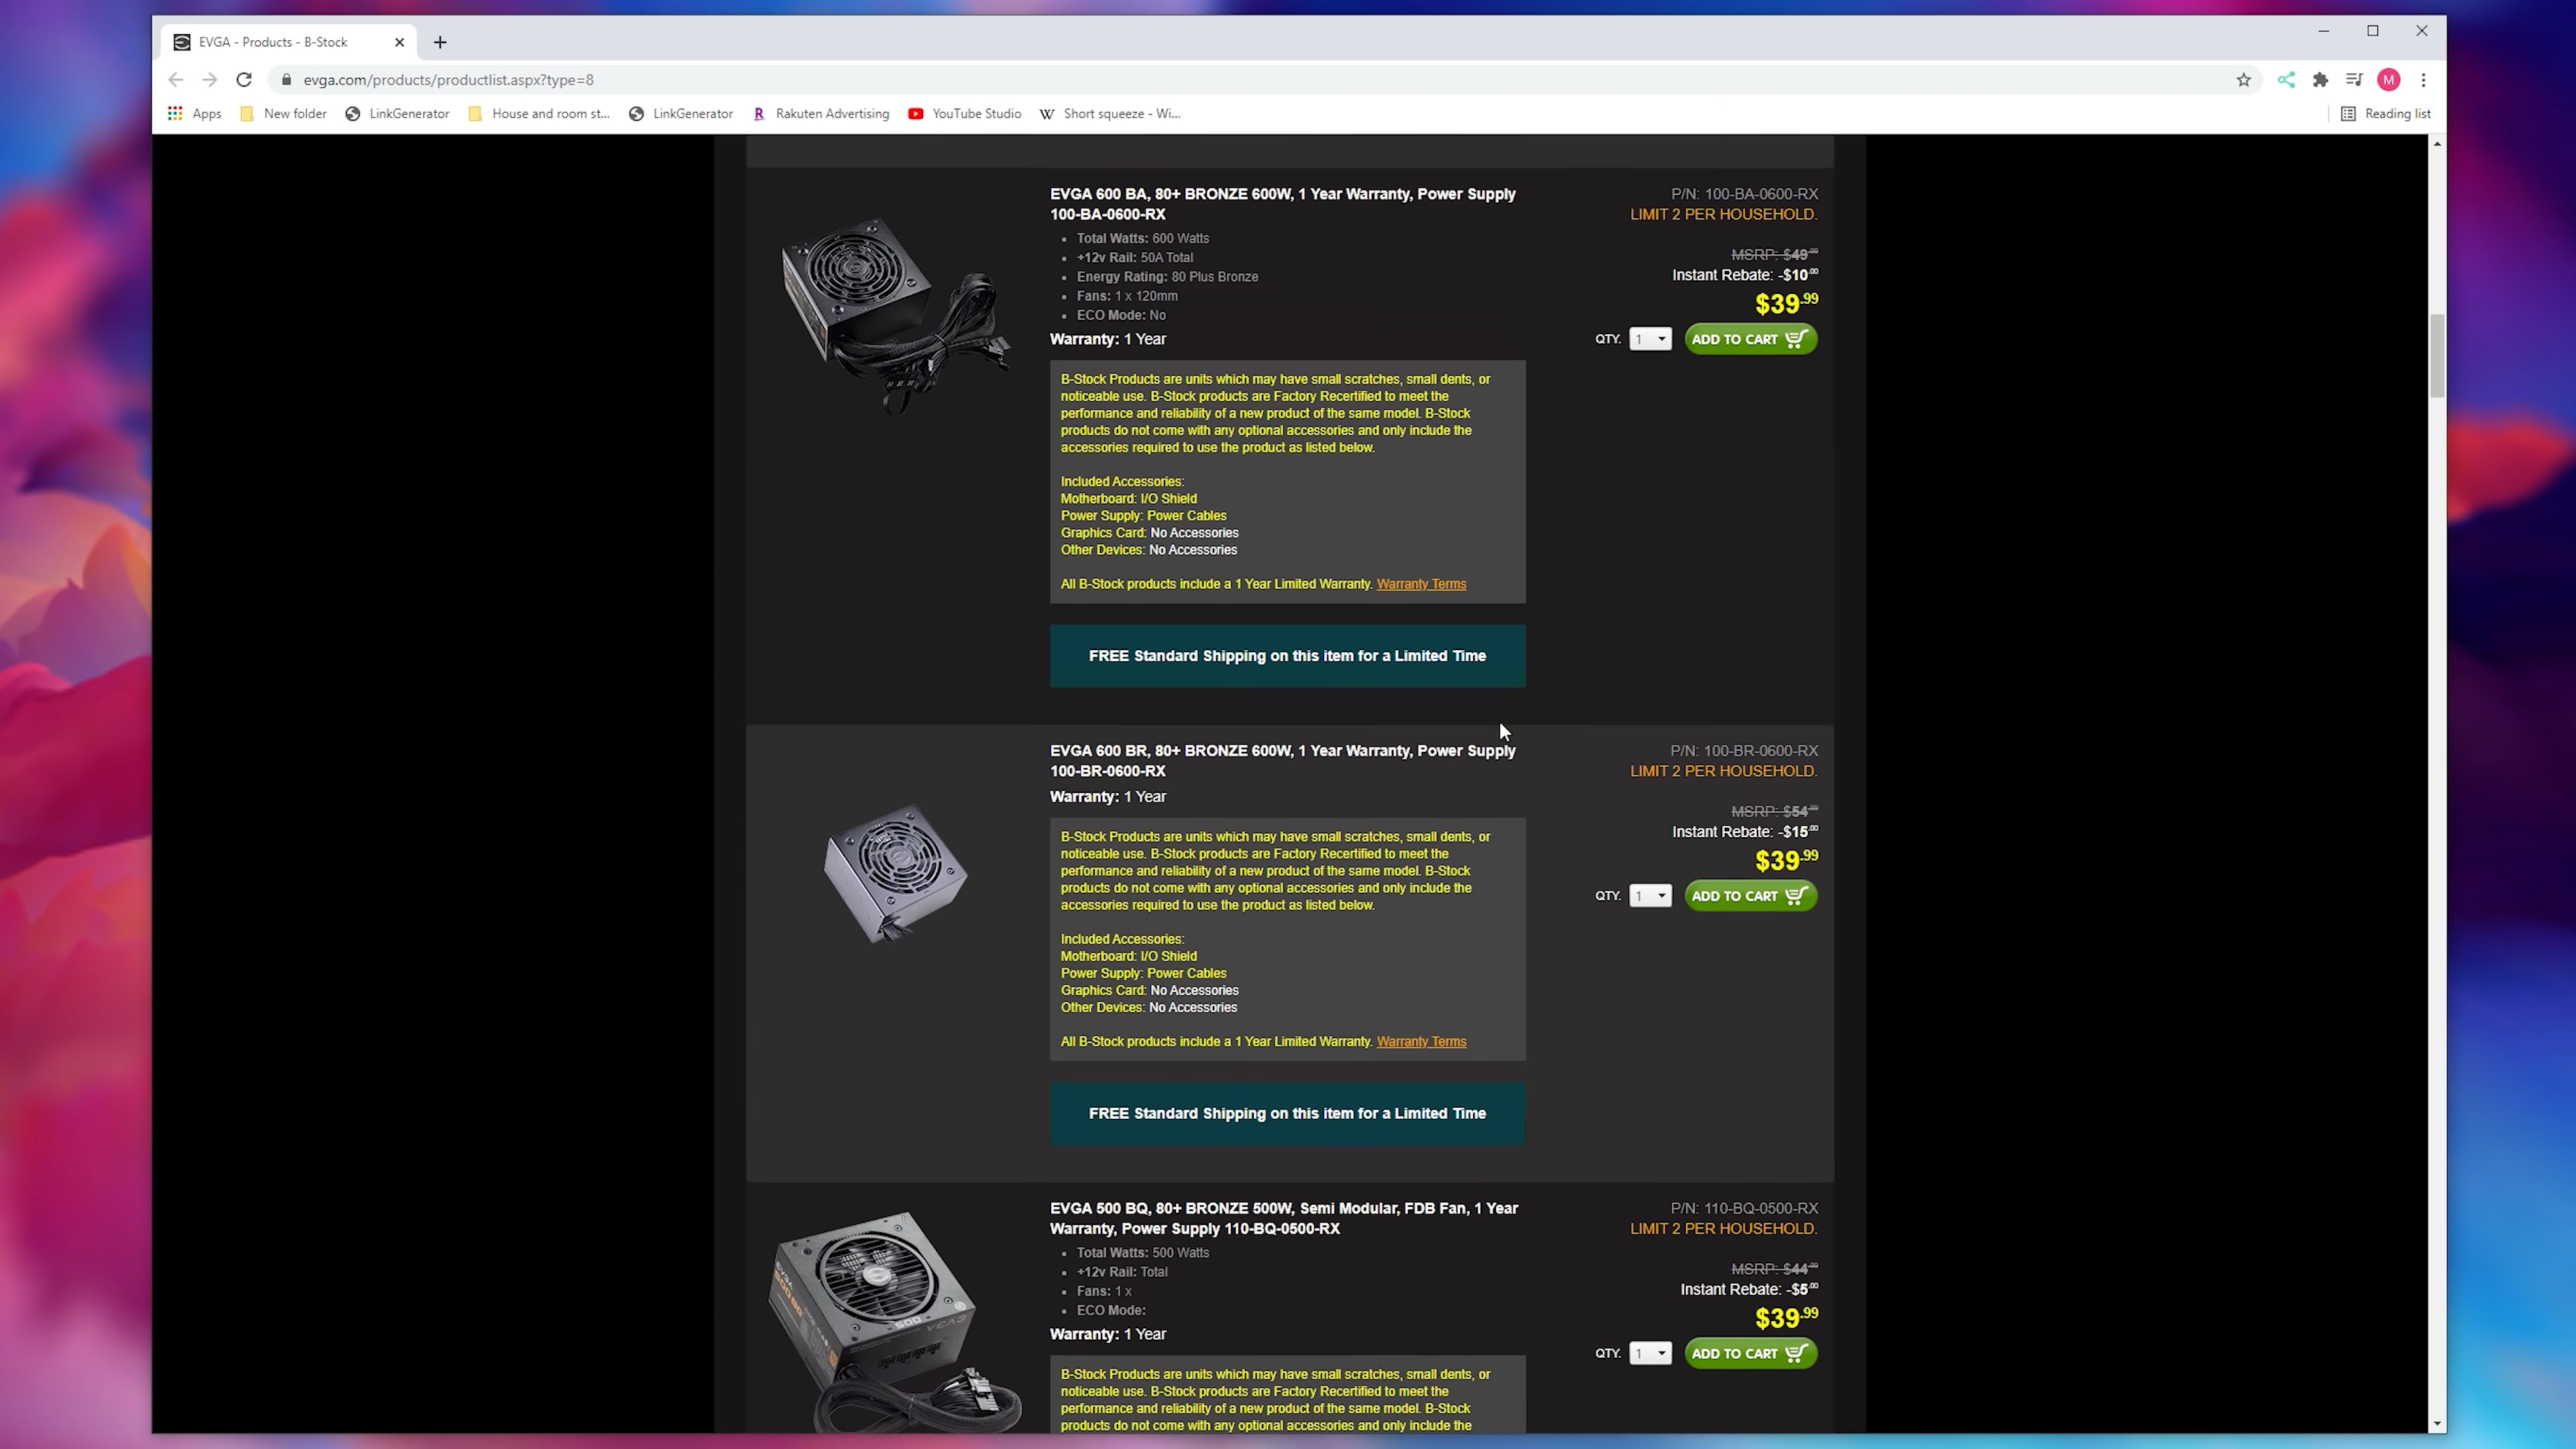 EVGA - Products - B-Stock
evga.com/products/productlist.aspx?type=8
M
Apps New folder LinkGenerator House and room st... LinkGenerator Rakuten Advertising YouTube Studio Short squeeze - Wi... Reading list
EVGA 600 BA, 80+ BRONZE 600W, 1 Year Warranty, Power Supply
100-BA-0600-RX
Total Watts: 600 Watts
+12v Rail: 50A Total
Energy Rating: 80 Plus Bronze
Fans: 1 x 120mm
ECO Mode: No
Warranty: 1 Year
P/N: 100-BA-0600-RX
LIMIT 2 PER HOUSEHOLD.
MSRP: $49.99
Instant Rebate: -$10.00
$39.99
QTY. 1 ADD TO CART
B-Stock Products are units which may have small scratches, small dents, or
noticeable use. B-Stock products are Factory Recertified to meet the
performance and reliability of a new product of the same model. B-Stock
products do not come with any optional accessories and only include the
accessories required to use the product as listed below.
Included Accessories:
Motherboard: I/O Shield
Power Supply: Power Cables
Graphics Card: No Accessories
Other Devices: No Accessories
All B-Stock products include a 1 Year Limited Warranty. Warranty Terms
FREE Standard Shipping on this item for a Limited Time
EVGA 600 BR, 80+ BRONZE 600W, 1 Year Warranty, Power Supply
100-BR-0600-RX
Warranty: 1 Year
P/N: 100-BR-0600-RX
LIMIT 2 PER HOUSEHOLD.
MSRP: $54.99
Instant Rebate: -$15.00
$39.99
QTY. 1 ADD TO CART
B-Stock Products are units which may have small scratches, small dents, or
noticeable use. B-Stock products are Factory Recertified to meet the
performance and reliability of a new product of the same model. B-Stock
products do not come with any optional accessories and only include the
accessories required to use the product as listed below.
Included Accessories:
Motherboard: I/O Shield
Power Supply: Power Cables
Graphics Card: No Accessories
Other Devices: No Accessories
All B-Stock products include a 1 Year Limited Warranty. Warranty Terms
FREE Standard Shipping on this item for a Limited Time
EVGA 500 BQ, 80+ BRONZE 500W, Semi Modular, FDB Fan, 1 Year
Warranty, Power Supply 110-BQ-0500-RX
Total Watts: 500 Watts
+12v Rail: Total
Fans: 1 x
ECO Mode:
Warranty: 1 Year
P/N: 110-BQ-0500-RX
LIMIT 2 PER HOUSEHOLD.
MSRP: $44.99
Instant Rebate: -$5.00
$39.99
QTY. 1 ADD TO CART
B-Stock Products are units which may have small scratches, small dents, or
noticeable use. B-Stock products are Factory Recertified to meet the
performance and reliability of a new product of the same model. B-Stock
products do not come with any optional accessories and only include the